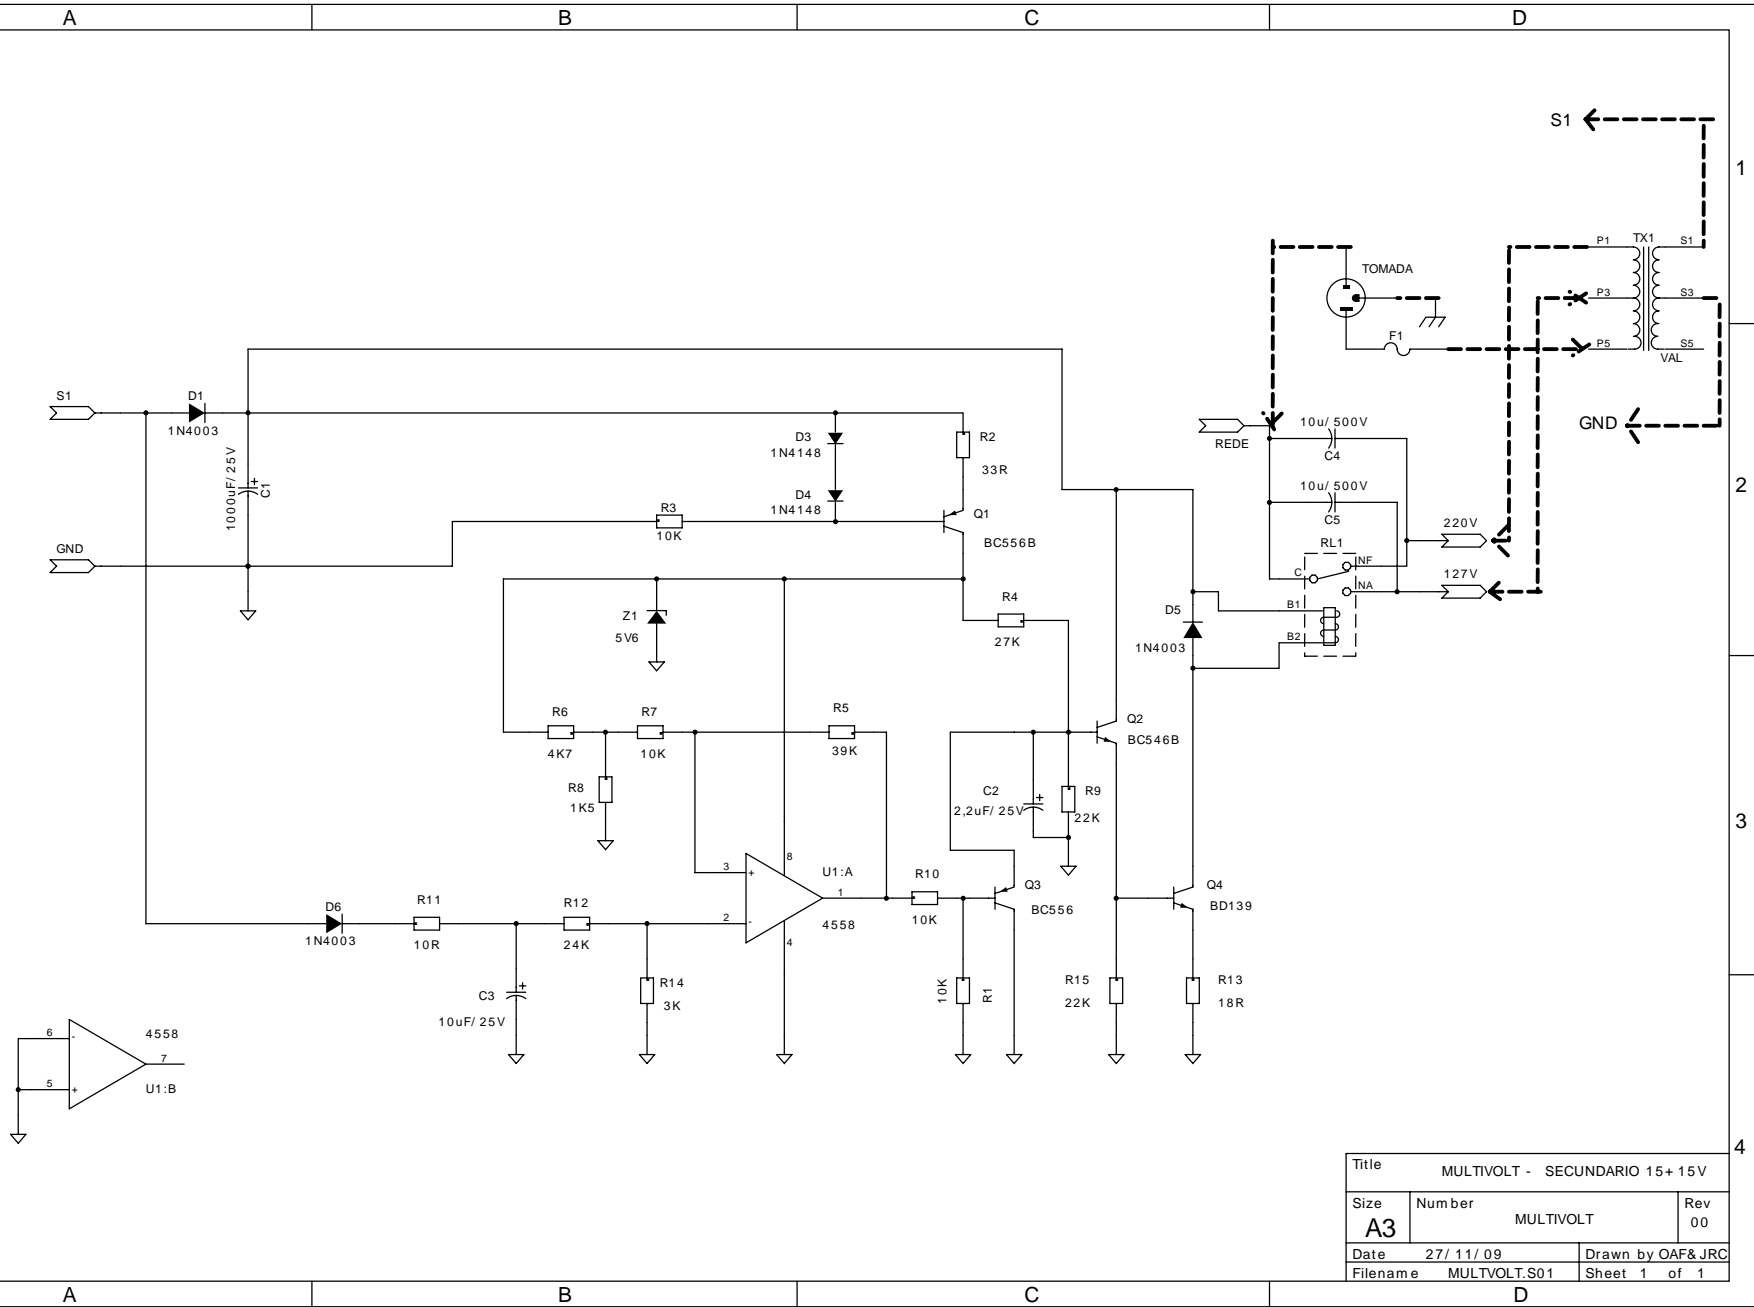 A B C D
S1
1
P1 TX1 S1
TOMADA
P3 S3
F1
P5 S5
VAL
S1 D1
1N4003
10u/500V
C4
GND
REDE
D3
1N4148
R2
33R
1000uF/25V
C1
2
10u/500V
C5
D4
1N4148
R3
10K
Q1
BC556B
220V
GND
RL1
NF
C
127V
NA
R4
27K
B1
D5
1N4003
Z1
5V6
B2
R6
4K7
R7
10K
R5
39K
Q2
BC546B
R8
1K5
C2
2,2uF/25V
R9
22K
3
8
3
+
U1:A
1
R10
10K
Q3
BC556
Q4
BD139
D6
1N4003
R11
10R
R12
24K
2
-
4558
4
R14
3K
10K
R1
R15
22K
R13
18R
C3
10uF/25V
6
-
4558
7
5
+
U1:B
4
Title MULTIVOLT - SECUNDARIO 15+15V
Size Number Rev
A3 MULTIVOLT 00
Date 27/11/09 Drawn by OAF&JRC
Filename MULTVOLT.S01 Sheet 1 of 1
A B C D